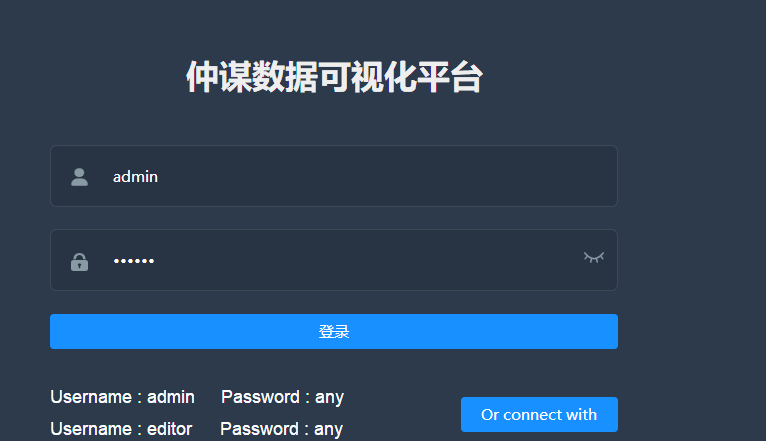 仲谋数据可视化平台
admin
••••••
登录
Username : admin Password : any
Username : editor Password : any
Or connect with